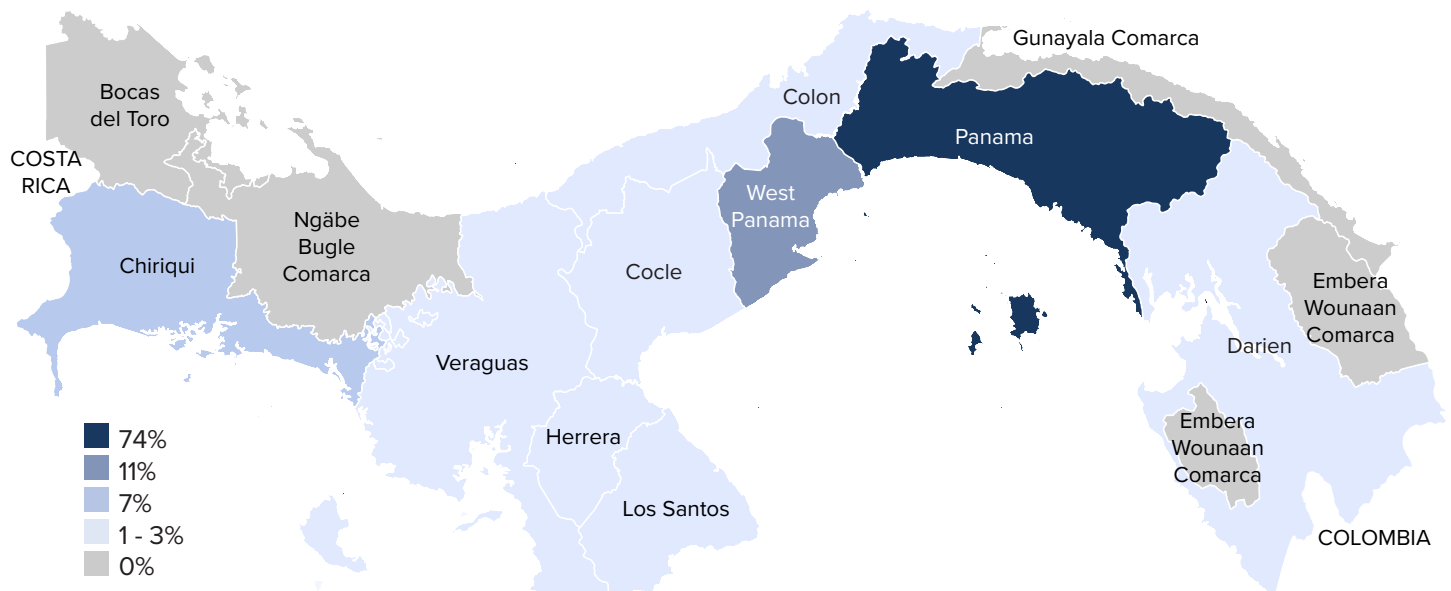 Gunayala Comarca
Bocas
del Toro
Colon
Panama
COSTA
RICA
West
Panama
Ngäbe
Bugle
Comarca
Chiriqui
Cocle
Embera
Wounaan
Comarca
Darien
Veraguas
Herrera
Embera
Wounaan
Comarca
Los Santos
COLOMBIA
74%
11%
7%
1 - 3%
0%